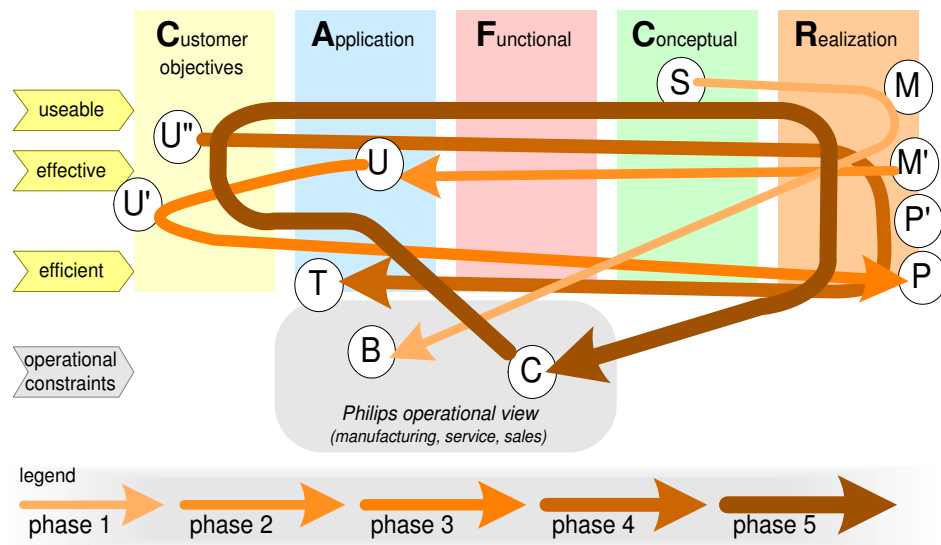 Customer
objectives
Application
Functional
Conceptual
Realization
S
M
useable
U"
effective
U
M'
U'
P'
efficient
T
P
operational
constraints
B
C
Philips operational view
(manufacturing, service, sales)
legend
phase 1
phase 2
phase 3
phase 4
phase 5